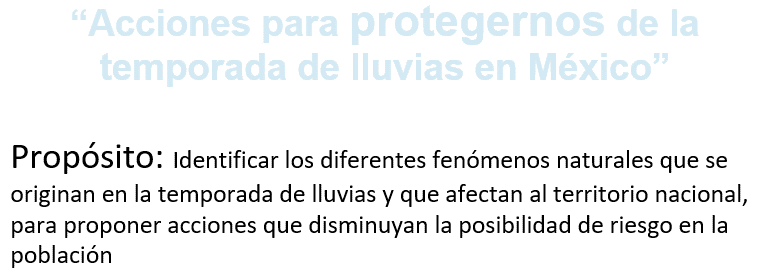 “Acciones para protegernos de la
temporada de lluvias en México”
Propósito: Identificar los diferentes fenómenos naturales que se
originan en la temporada de lluvias y que afectan al territorio nacional,
para proponer acciones que disminuyan la posibilidad de riesgo en la
población